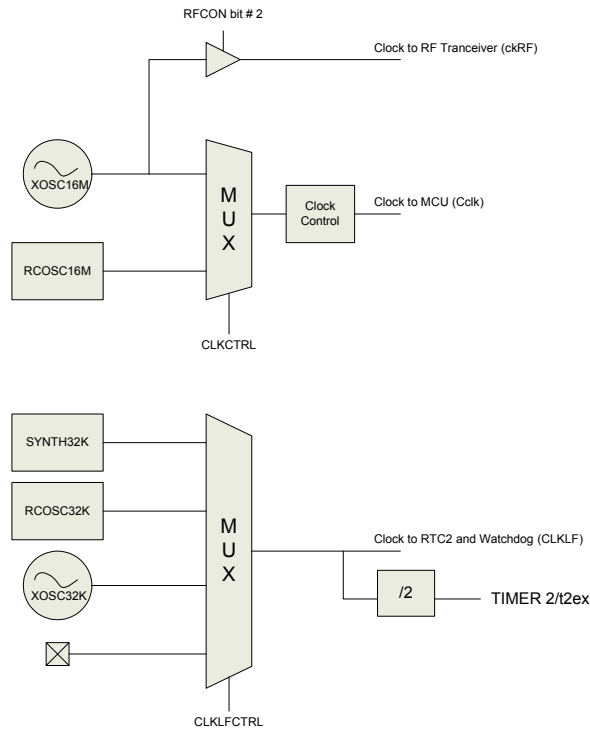 RFCON bit # 2
Clock to RF Tranceiver (ckRF)
XOSC16M
M
U
X
Clock
Control
Clock to MCU (Cclk)
RCOSC16M
CLKCTRL
SYNTH32K
RCOSC32K
M
U
X
Clock to RTC2 and Watchdog (CLKLF)
XOSC32K
/2
TIMER 2/t2ex
CLKLFCTRL